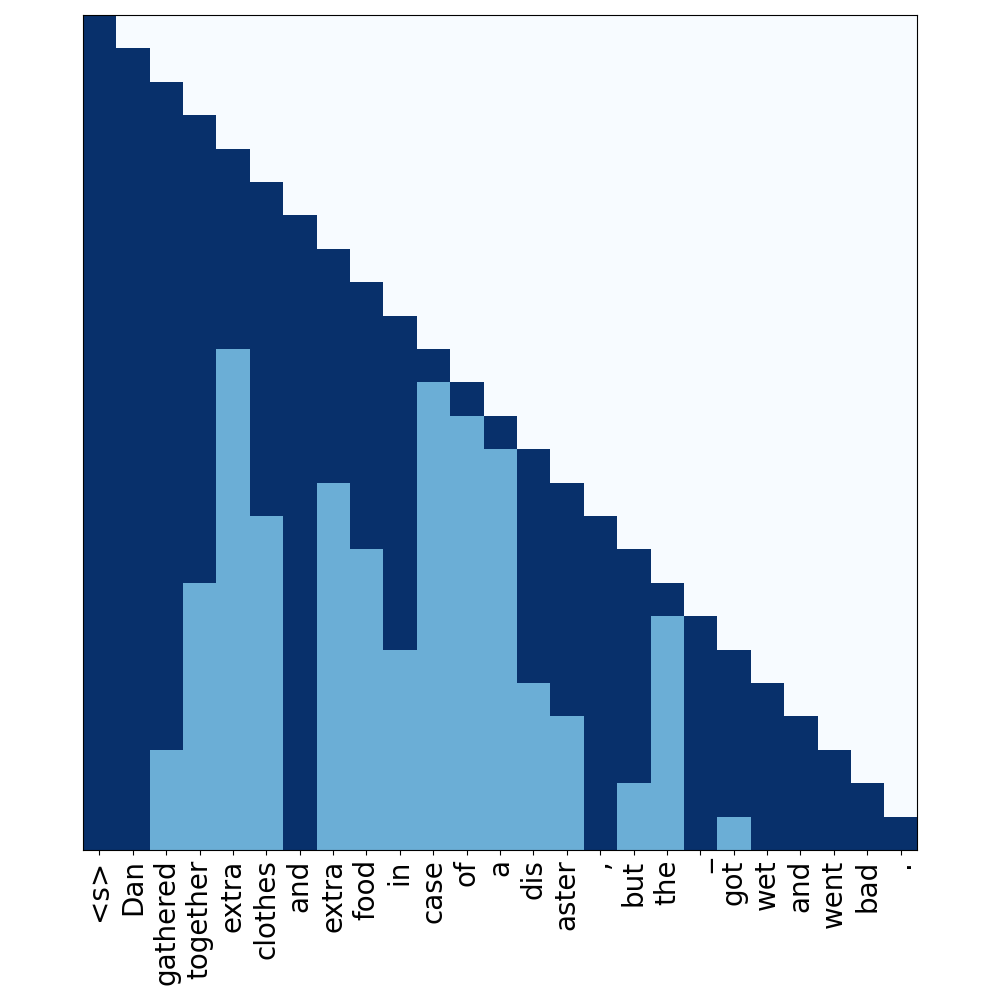 <s> Dan gathered together extra clothes and extra food in case of a dis aster , but the _ got wet and went bad .